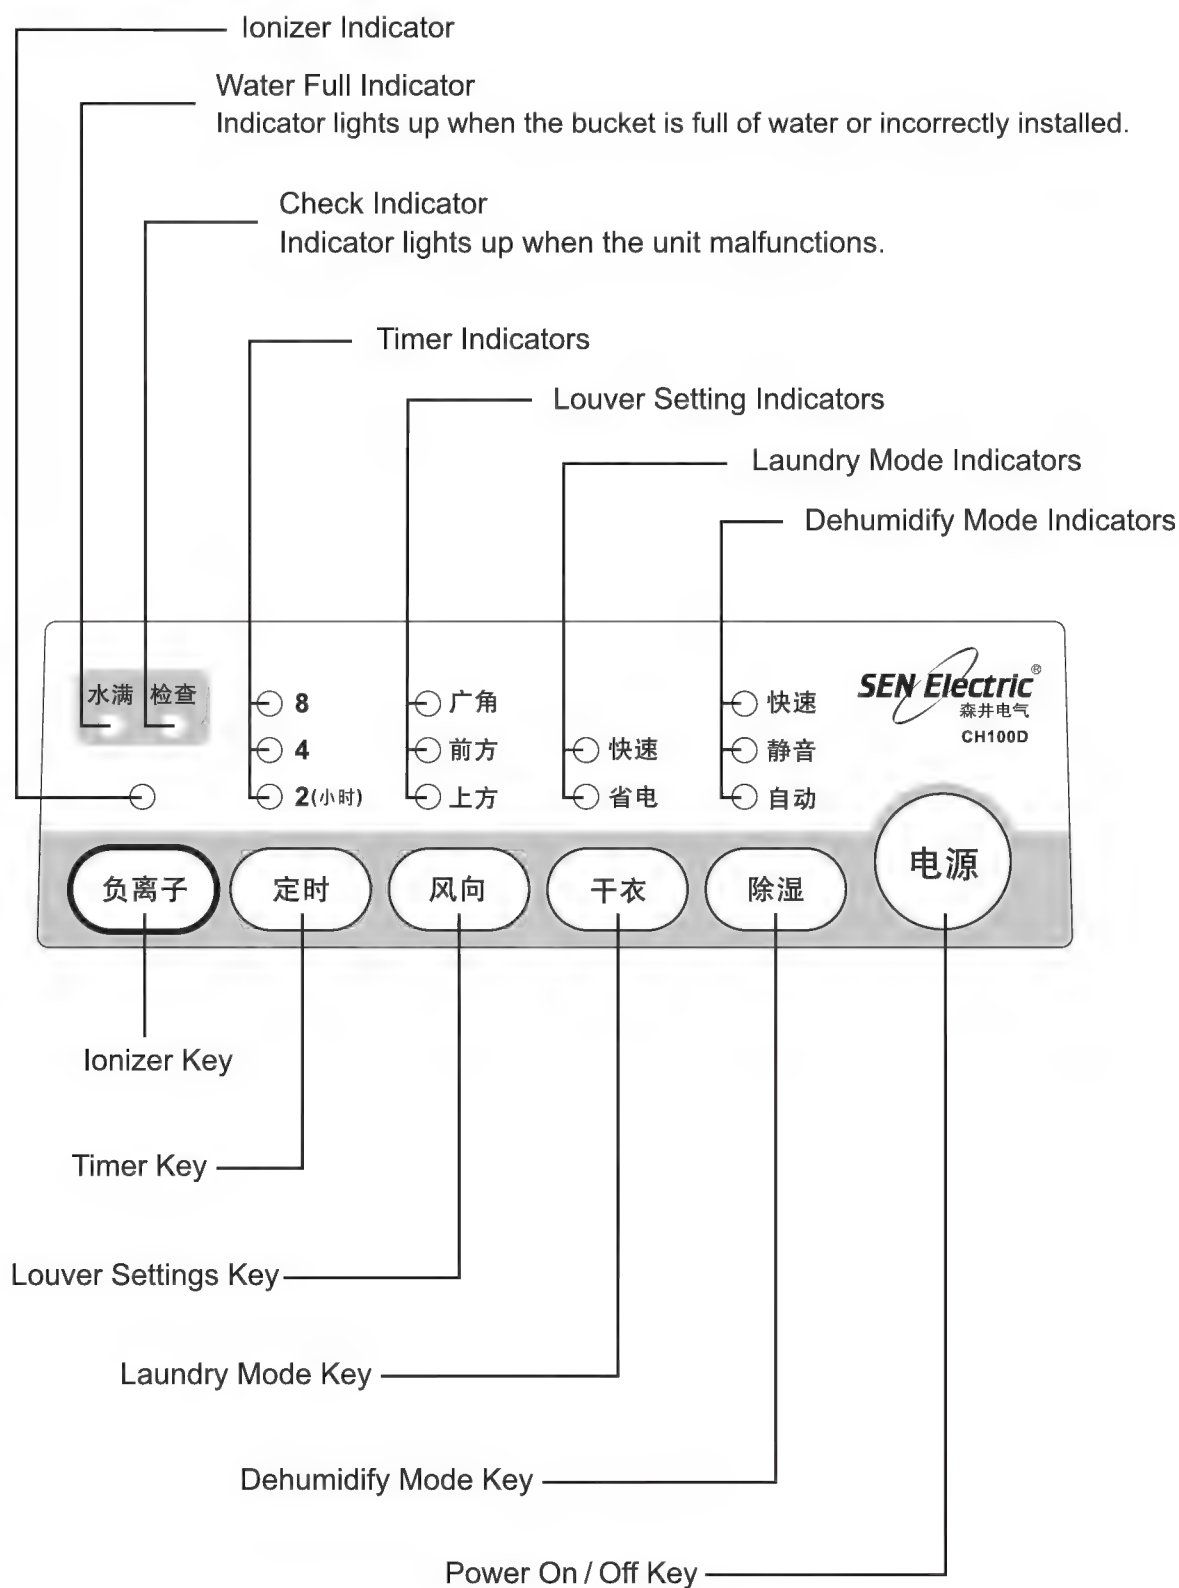 Ionizer Indicator
Water Full Indicator
Indicator lights up when the bucket is full of water or incorrectly installed.
Check Indicator
Indicator lights up when the unit malfunctions.
Timer Indicators
Louver Setting Indicators
Laundry Mode Indicators
Dehumidify Mode Indicators
水满 检查
8
4
2(小时)
广角
前方
上方
快速
省电
快速
静音
自动
SEN Electric®
森井电气
CH100D
负离子
定时
风向
干衣
除湿
电源
Ionizer Key
Timer Key
Louver Settings Key
Laundry Mode Key
Dehumidify Mode Key
Power On / Off Key